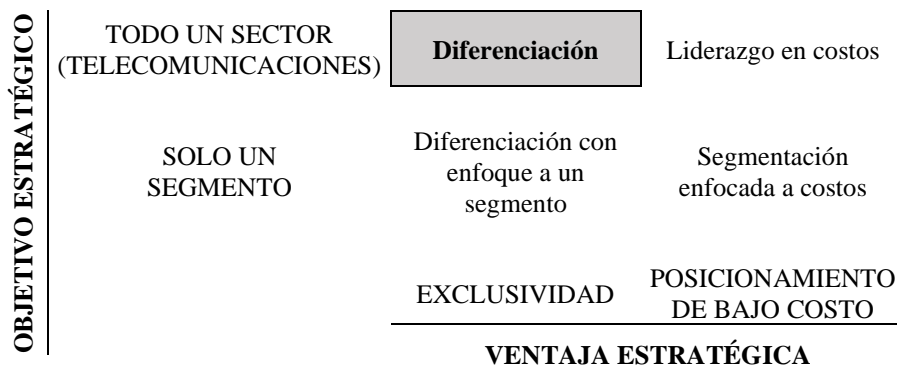 OBJETIVO ESTRATÉGICO
TODO UN SECTOR
(TELECOMUNICACIONES)
Diferenciación
Liderazgo en costos
SOLO UN
SEGMENTO
Diferenciación con
enfoque a un
segmento
Segmentación
enfocada a costos
EXCLUSIVIDAD
POSICIONAMIENTO
DE BAJO COSTO
VENTAJA ESTRATÉGICA